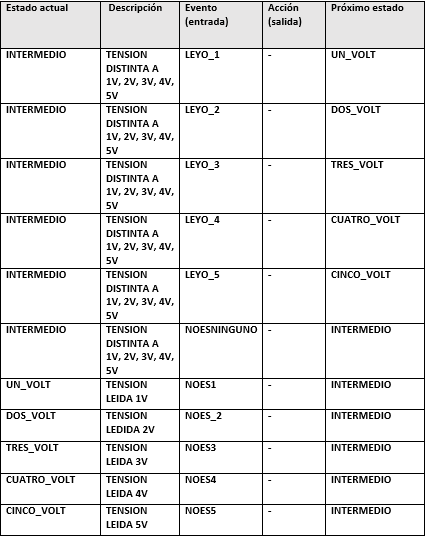 Estado actual Descripción Evento (entrada) Acción (salida) Próximo estado
INTERMEDIO TENSION DISTINTA A 1V, 2V, 3V, 4V, 5V LEYO_1 - UN_VOLT
INTERMEDIO TENSION DISTINTA A 1V, 2V, 3V, 4V, 5V LEYO_2 - DOS_VOLT
INTERMEDIO TENSION DISTINTA A 1V, 2V, 3V, 4V, 5V LEYO_3 - TRES_VOLT
INTERMEDIO TENSION DISTINTA A 1V, 2V, 3V, 4V, 5V LEYO_4 - CUATRO_VOLT
INTERMEDIO TENSION DISTINTA A 1V, 2V, 3V, 4V, 5V LEYO_5 - CINCO_VOLT
INTERMEDIO TENSION DISTINTA A 1V, 2V, 3V, 4V, 5V NOESNINGUNO - INTERMEDIO
UN_VOLT TENSION LEIDA 1V NOES1 - INTERMEDIO
DOS_VOLT TENSION LEDIDA 2V NOES_2 - INTERMEDIO
TRES_VOLT TENSION LEIDA 3V NOES3 - INTERMEDIO
CUATRO_VOLT TENSION LEIDA 4V NOES4 - INTERMEDIO
CINCO_VOLT TENSION LEIDA 5V NOES5 - INTERMEDIO